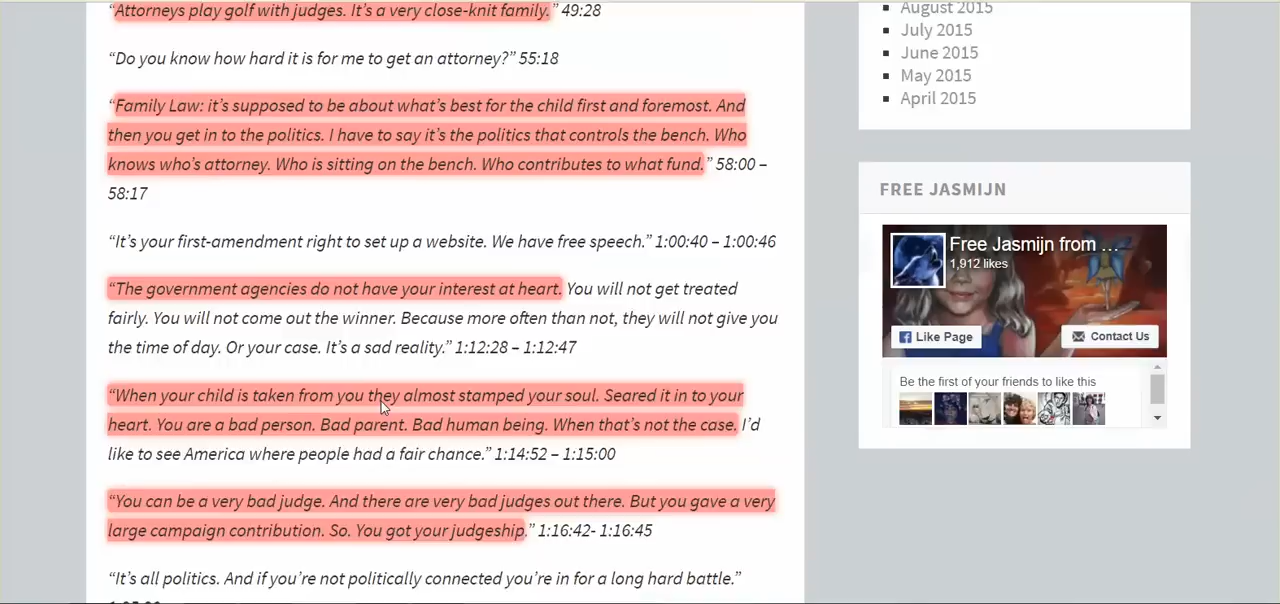 “Attorneys play golf with judges. It’s a very close-knit family.” 49:28
“Do you know how hard it is for me to get an attorney?” 55:18
“Family Law: it’s supposed to be about what’s best for the child first and foremost. And
then you get in to the politics. I have to say it’s the politics that controls the bench. Who
knows who’s attorney. Who is sitting on the bench. Who contributes to what fund.” 58:00 –
58:17
“It’s your first-amendment right to set up a website. We have free speech.” 1:00:40 – 1:00:46
“The government agencies do not have your interest at heart. You will not get treated
fairly. You will not come out the winner. Because more often than not, they will not give you
the time of day. Or your case. It’s a sad reality.” 1:12:28 – 1:12:47
“When your child is taken from you they almost stamped your soul. Seared it in to your
heart. You are a bad person. Bad parent. Bad human being. When that’s not the case. I’d
like to see America where people had a fair chance.” 1:14:52 – 1:15:00
“You can be a very bad judge. And there are very bad judges out there. But you gave a very
large campaign contribution. So. You got your judgeship.” 1:16:42- 1:16:45
“It’s all politics. And if you’re not politically connected you’re in for a long hard battle.”
August 2015
July 2015
June 2015
May 2015
April 2015
FREE JASMIJN
Free Jasmijn from ...
1,912 likes
Like Page
Contact Us
Be the first of your friends to like this